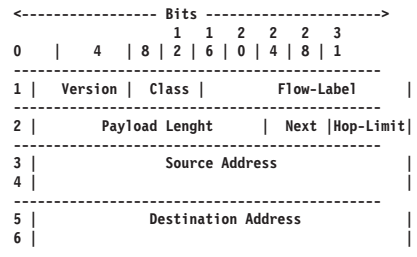 <----------------- Bits ---------------------->
1 1 2 2 2 3
0 | 4 | 8 | 2 | 6 | 0 | 4 | 8 | 1
------------------------------------------------
1 | Version | Class | Flow-Label |
------------------------------------------------
2 | Payload Lenght | Next |Hop-Limit|
------------------------------------------------
3 | Source Address |
4 | |
------------------------------------------------
5 | Destination Address |
6 | |